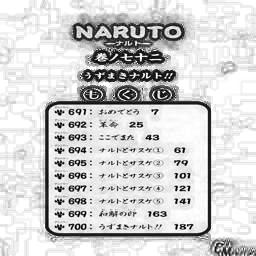 NARUTO
―ナルト―
巻ノ七十二
うずまきナルト!!
もくじ
691: おめでとう 7
692: 革命 25
693: ここでまた 43
694: ナルトとサスケ① 61
695: ナルトとサスケ② 79
696: ナルトとサスケ③ 101
697: ナルトとサスケ④ 121
698: ナルトとサスケ⑤ 141
699: 和解の印 163
700: うずまきナルト!! 187